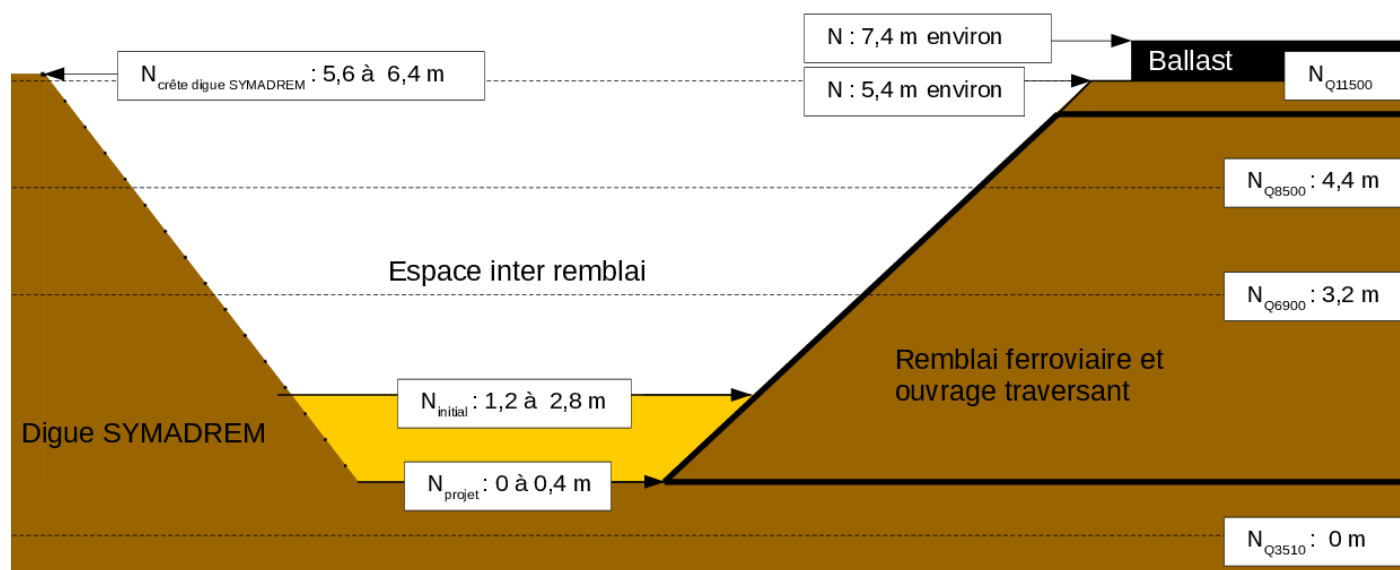 N : 7,4 m environ
Ballast
N crête digue SYMADREM : 5,6 à 6,4 m
N Q11500
N : 5,4 m environ
N Q8500 : 4,4 m
Espace inter remblai
N Q6900 : 3,2 m
Remblai ferroviaire et
ouvrage traversant
N initial : 1,2 à 2,8 m
Digue SYMADREM
N projet : 0 à 0,4 m
N Q3510 : 0 m